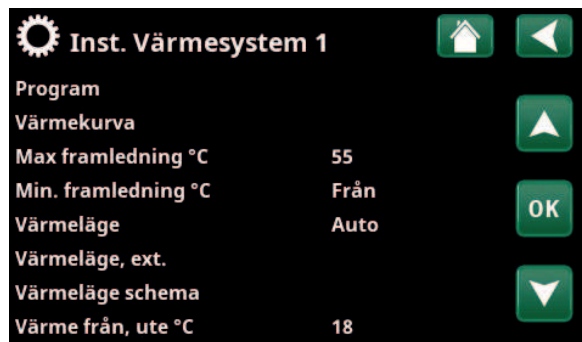 Inst. Värmesystem 1
Program
Värmekurva
Max framledning °C 55
Min. framledning °C Från
Värmeläge Auto
OK
Värmeläge, ext.
Värmeläge schema
Värme från, ute °C 18